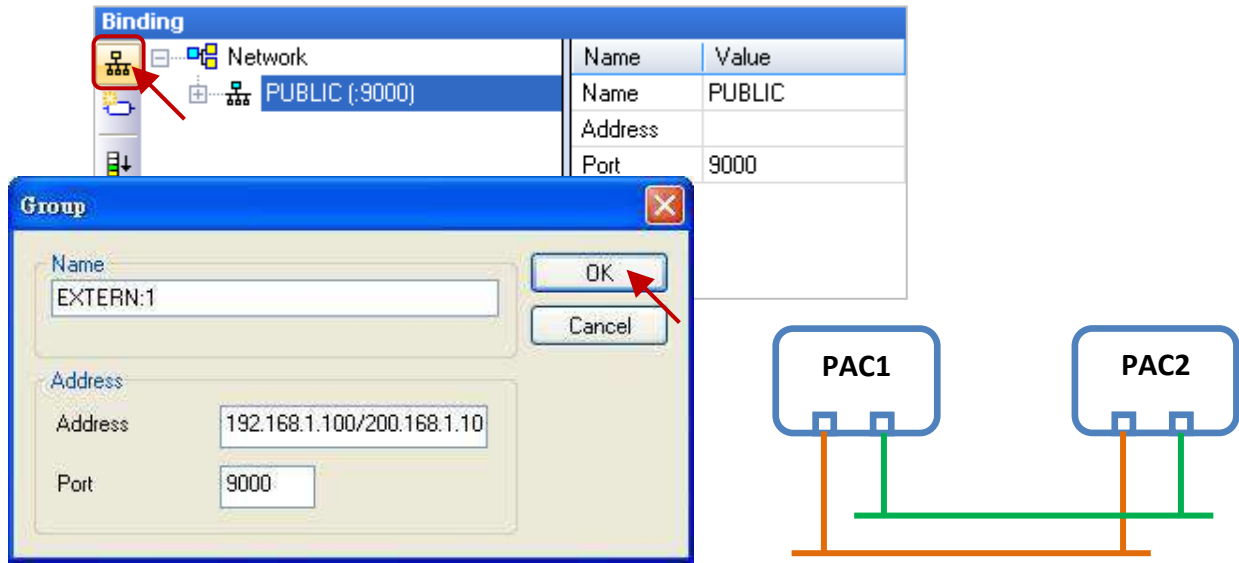 Binding
Network
PUBLIC (:9000)
Name Value
Name PUBLIC
Address
Port 9000
Group
Name
EXTERN:1
OK
Cancel
Address
Address 192.168.1.100/200.168.1.10
Port 9000
PAC1
PAC2